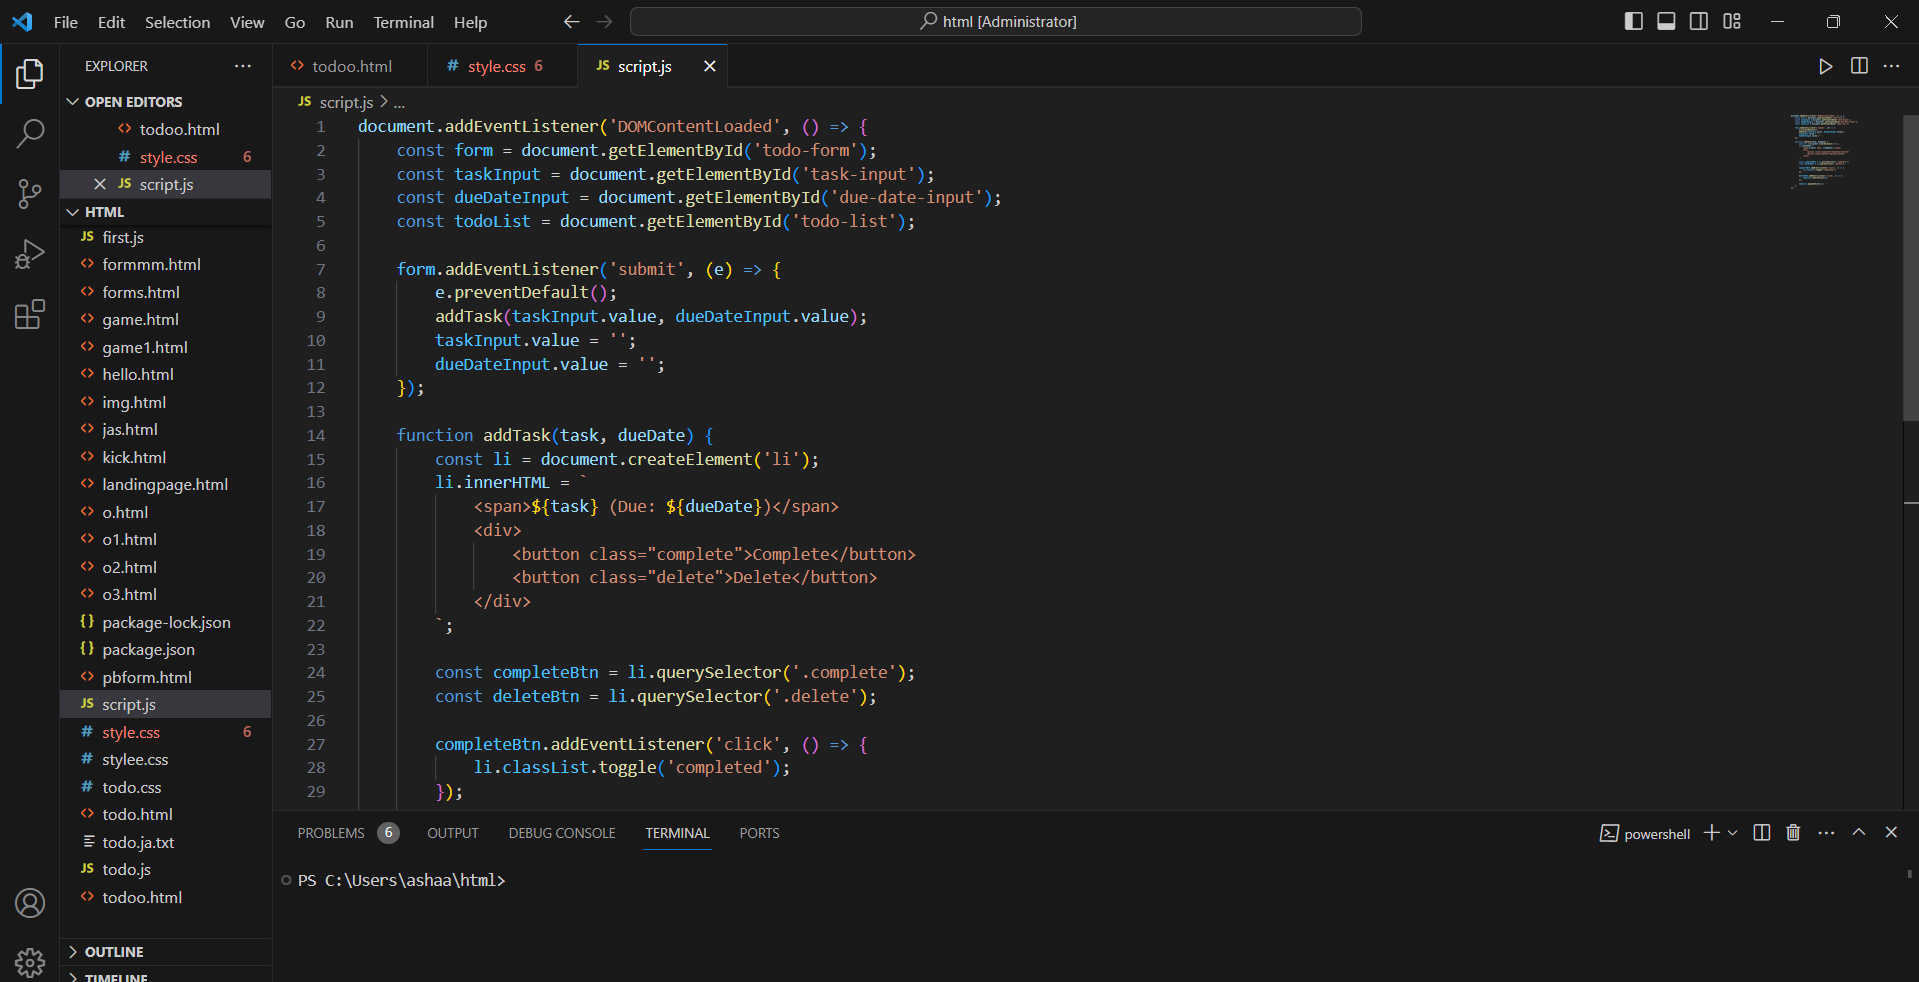 File Edit Selection View Go Run Terminal Help
html [Administrator]
EXPLORER
OPEN EDITORS
todoo.html
style.css 6
script.js
HTML
first.js
formmm.html
forms.html
game.html
game1.html
hello.html
img.html
jas.html
kick.html
landingpage.html
o.html
o1.html
o2.html
o3.html
package-lock.json
package.json
pbform.html
script.js
style.css 6
stylee.css
todo.css
todo.html
todo.ja.txt
todo.js
todoo.html
OUTLINE
TIMELINE
todoo.html
style.css 6
script.js
script.js > ...
1 document.addEventListener('DOMContentLoaded', () => {
2 const form = document.getElementById('todo-form');
3 const taskInput = document.getElementById('task-input');
4 const dueDateInput = document.getElementById('due-date-input');
5 const todoList = document.getElementById('todo-list');
6
7 form.addEventListener('submit', (e) => {
8 e.preventDefault();
9 addTask(taskInput.value, dueDateInput.value);
10 taskInput.value = '';
11 dueDateInput.value = '';
12 });
13
14 function addTask(task, dueDate) {
15 const li = document.createElement('li');
16 li.innerHTML = `
17 <span>${task} (Due: ${dueDate})</span>
18 <div>
19 <button class="complete">Complete</button>
20 <button class="delete">Delete</button>
21 </div>
22 `;
23
24 const completeBtn = li.querySelector('.complete');
25 const deleteBtn = li.querySelector('.delete');
26
27 completeBtn.addEventListener('click', () => {
28 li.classList.toggle('completed');
29 });
PROBLEMS 6 OUTPUT DEBUG CONSOLE TERMINAL PORTS
powershell
PS C:\Users\ashaa\html>